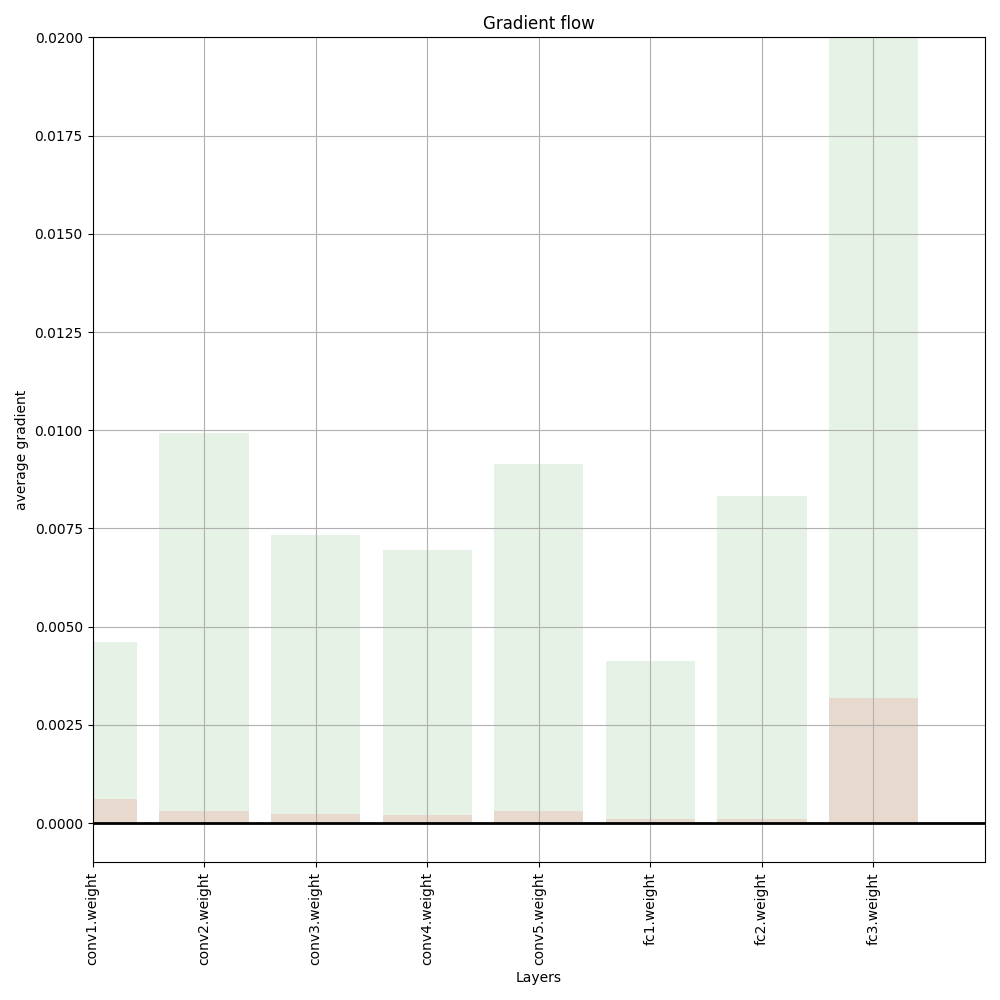 Gradient flow
0.0200
0.0175
0.0150
0.0125
0.0100
0.0075
0.0050
0.0025
0.0000
average gradient
conv1.weight
conv2.weight
conv3.weight
conv4.weight
conv5.weight
fc1.weight
fc2.weight
fc3.weight
Layers